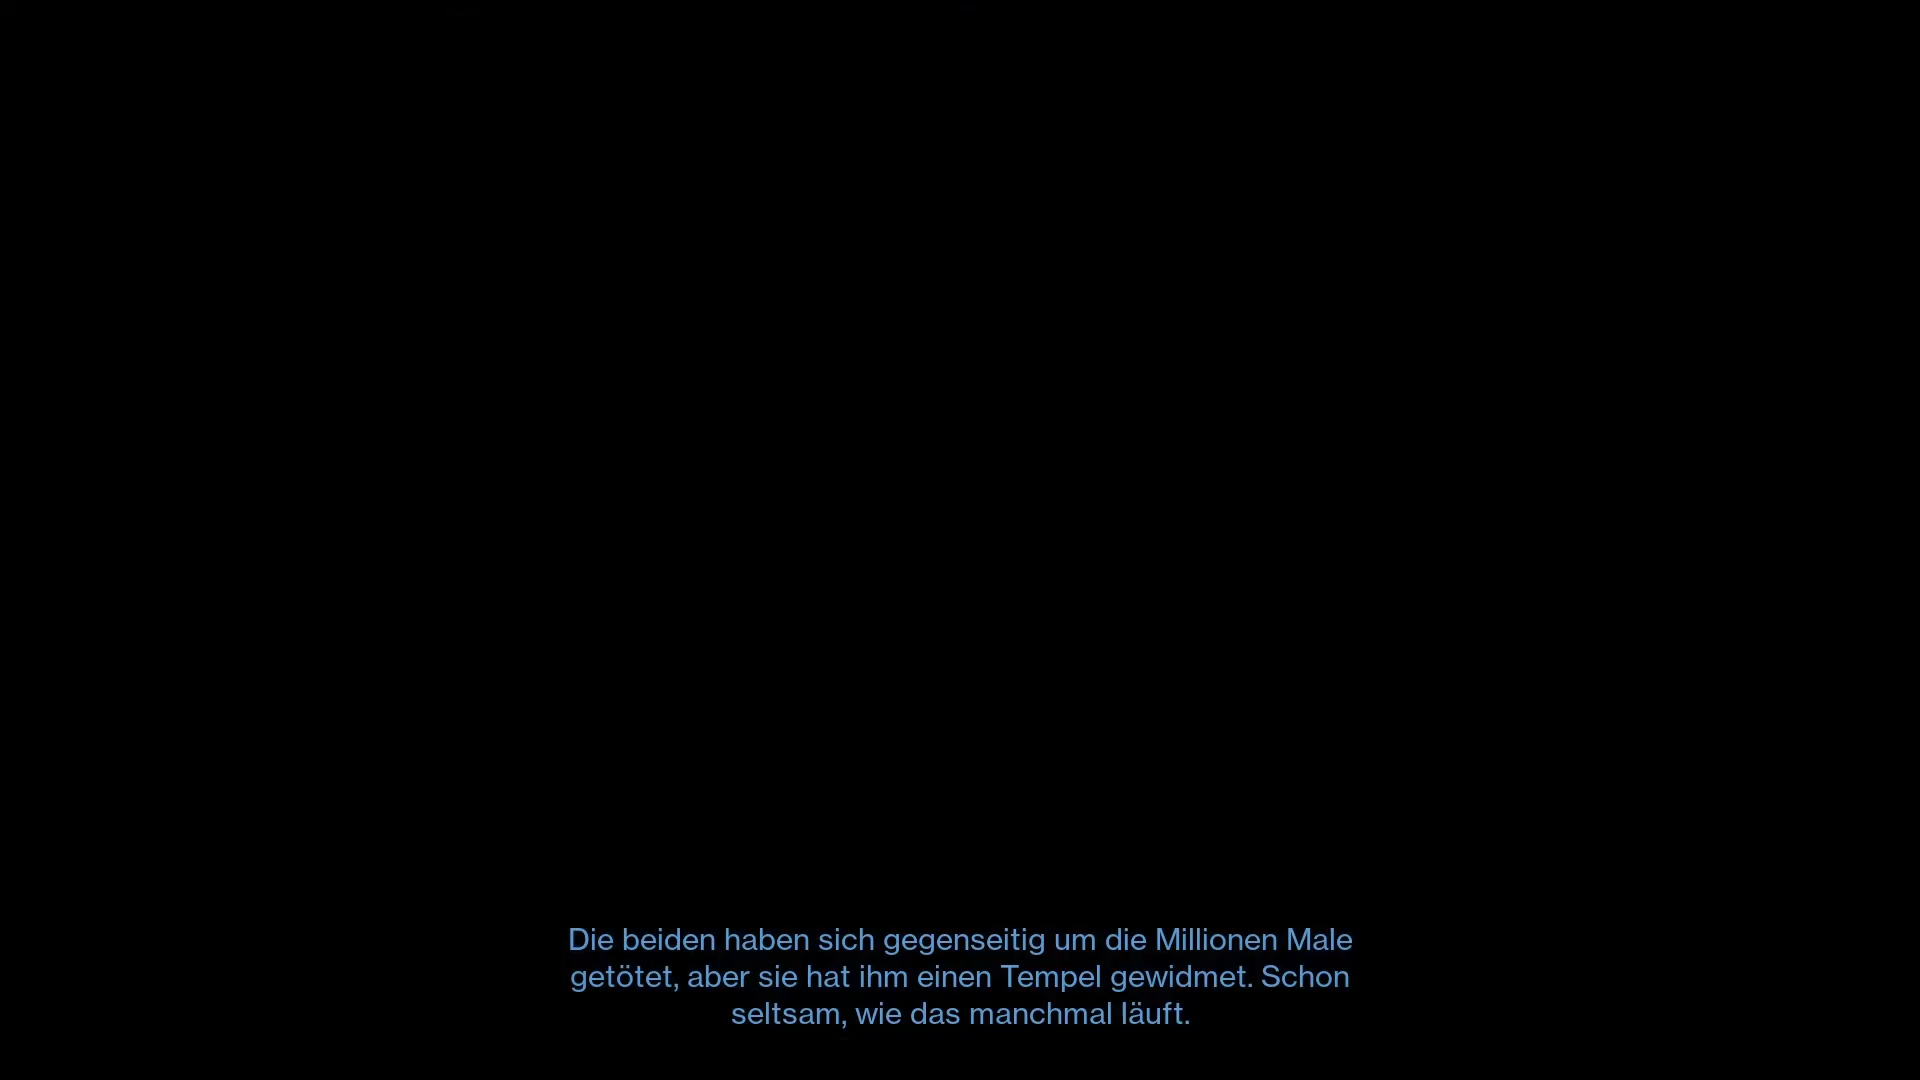 Die beiden haben sich gegenseitig um die Millionen Male
getötet, aber sie hat ihm einen Tempel gewidmet. Schon
seltsam, wie das manchmal läuft.